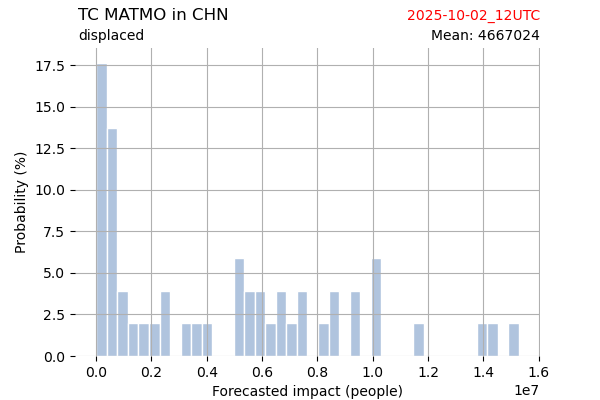 TC MATMO in CHN
2025-10-02_12UTC
displaced
Mean: 4667024
Probability (%)
17.5
15.0
12.5
10.0
7.5
5.0
2.5
0.0
0.0 0.2 0.4 0.6 0.8 1.0 1.2 1.4 1.6
1e7
Forecasted impact (people)